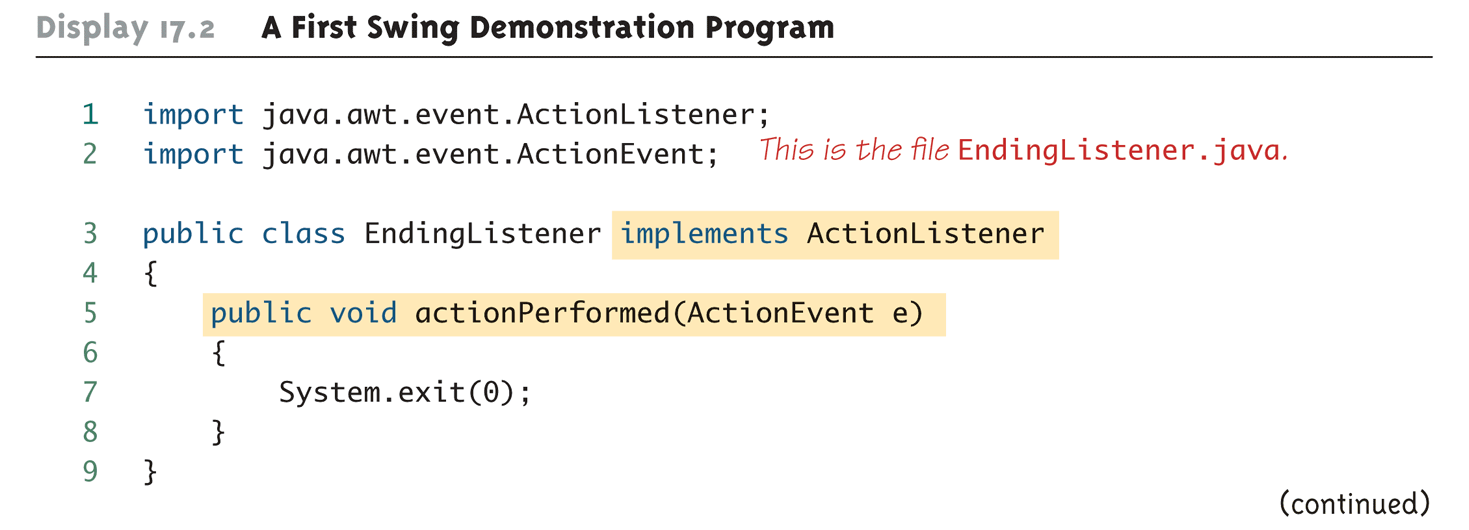 Display 17.2 A First Swing Demonstration Program
1 import java.awt.event.ActionListener;
2 import java.awt.event.ActionEvent; This is the file EndingListener.java.
3 public class EndingListener implements ActionListener
4 {
5 public void actionPerformed(ActionEvent e)
6 {
7 System.exit(0);
8 }
9 }
(continued)